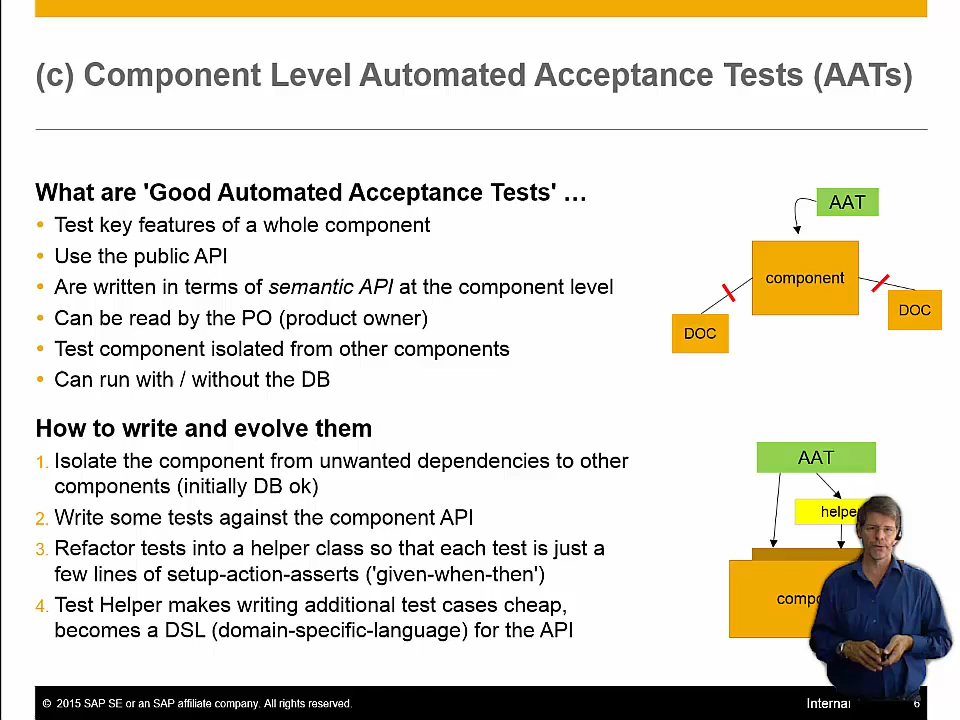 (c) Component Level Automated Acceptance Tests (AATs)
What are 'Good Automated Acceptance Tests' …
• Test key features of a whole component
• Use the public API
• Are written in terms of semantic API at the component level
• Can be read by the PO (product owner)
• Test component isolated from other components
• Can run with / without the DB
AAT
component
DOC
DOC
How to write and evolve them
1. Isolate the component from unwanted dependencies to other
components (initially DB ok)
2. Write some tests against the component API
3. Refactor tests into a helper class so that each test is just a
few lines of setup-action-asserts ('given-when-then')
4. Test Helper makes writing additional test cases cheap,
becomes a DSL (domain-specific-language) for the API
AAT
helper
compo
© 2015 SAP SE or an SAP affiliate company. All rights reserved.
Internal
6